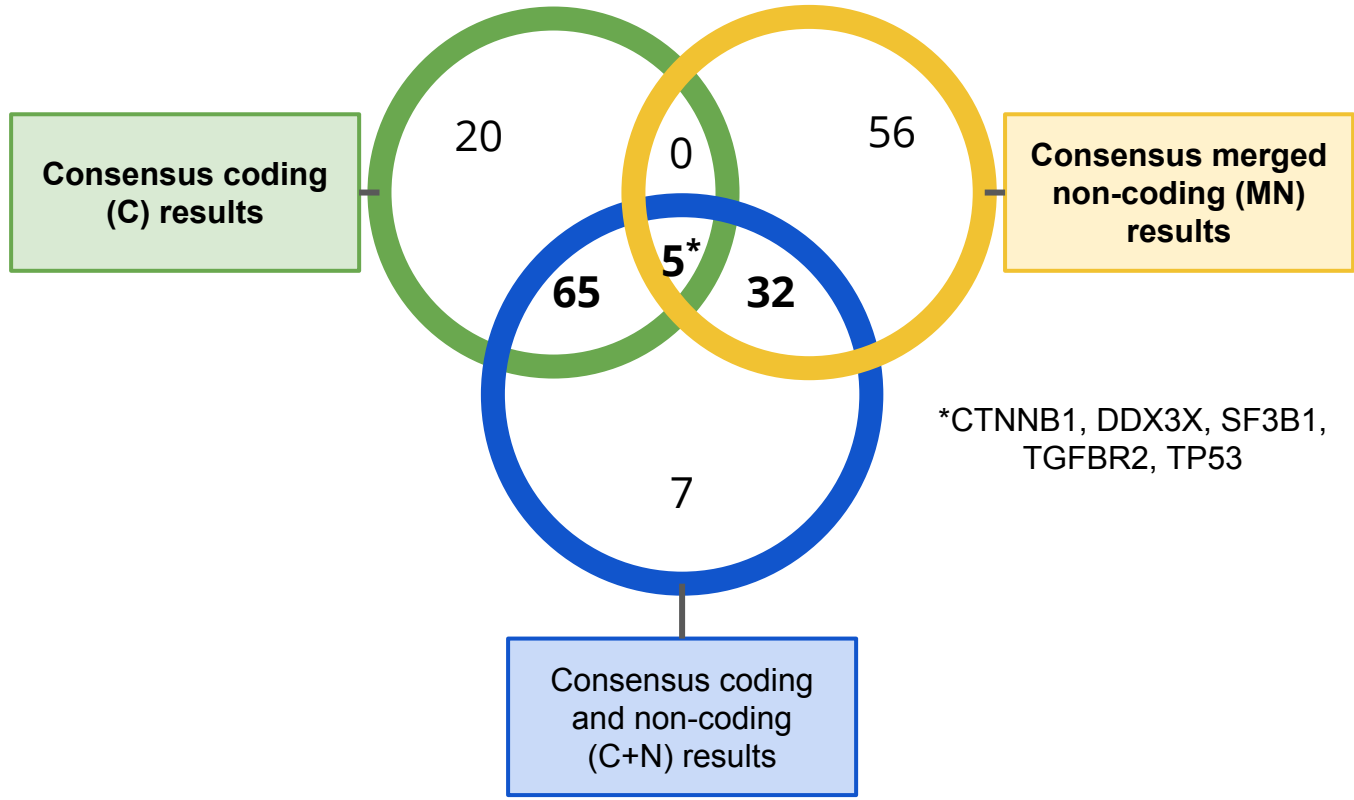 20
0
56
Consensus coding
(C) results
Consensus merged
non-coding (MN)
results
5*
65
32
*CTNNB1, DDX3X, SF3B1,
TGFBR2, TP53
7
Consensus coding
and non-coding
(C+N) results